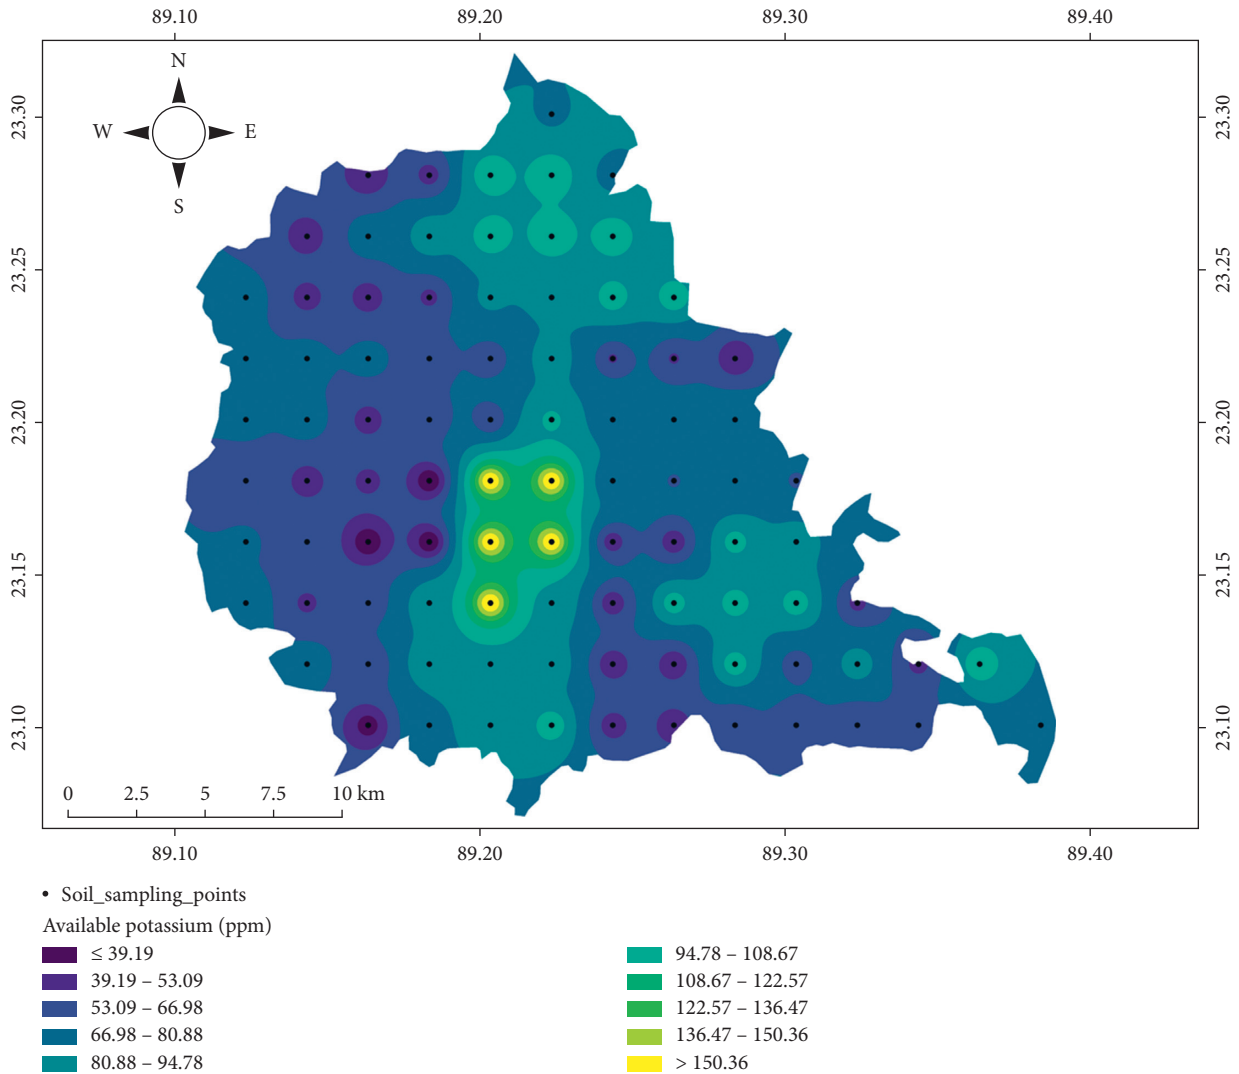 89.10 89.20 89.30 89.40
N
W E
S
23.30 23.30
23.25 23.25
23.20 23.20
23.15 23.15
23.10 23.10
0 2.5 5 7.5 10 km
89.10 89.20 89.30 89.40
Soil_sampling_points
Available potassium (ppm)
≤ 39.19
39.19 – 53.09
53.09 – 66.98
66.98 – 80.88
80.88 – 94.78
94.78 – 108.67
108.67 – 122.57
122.57 – 136.47
136.47 – 150.36
> 150.36